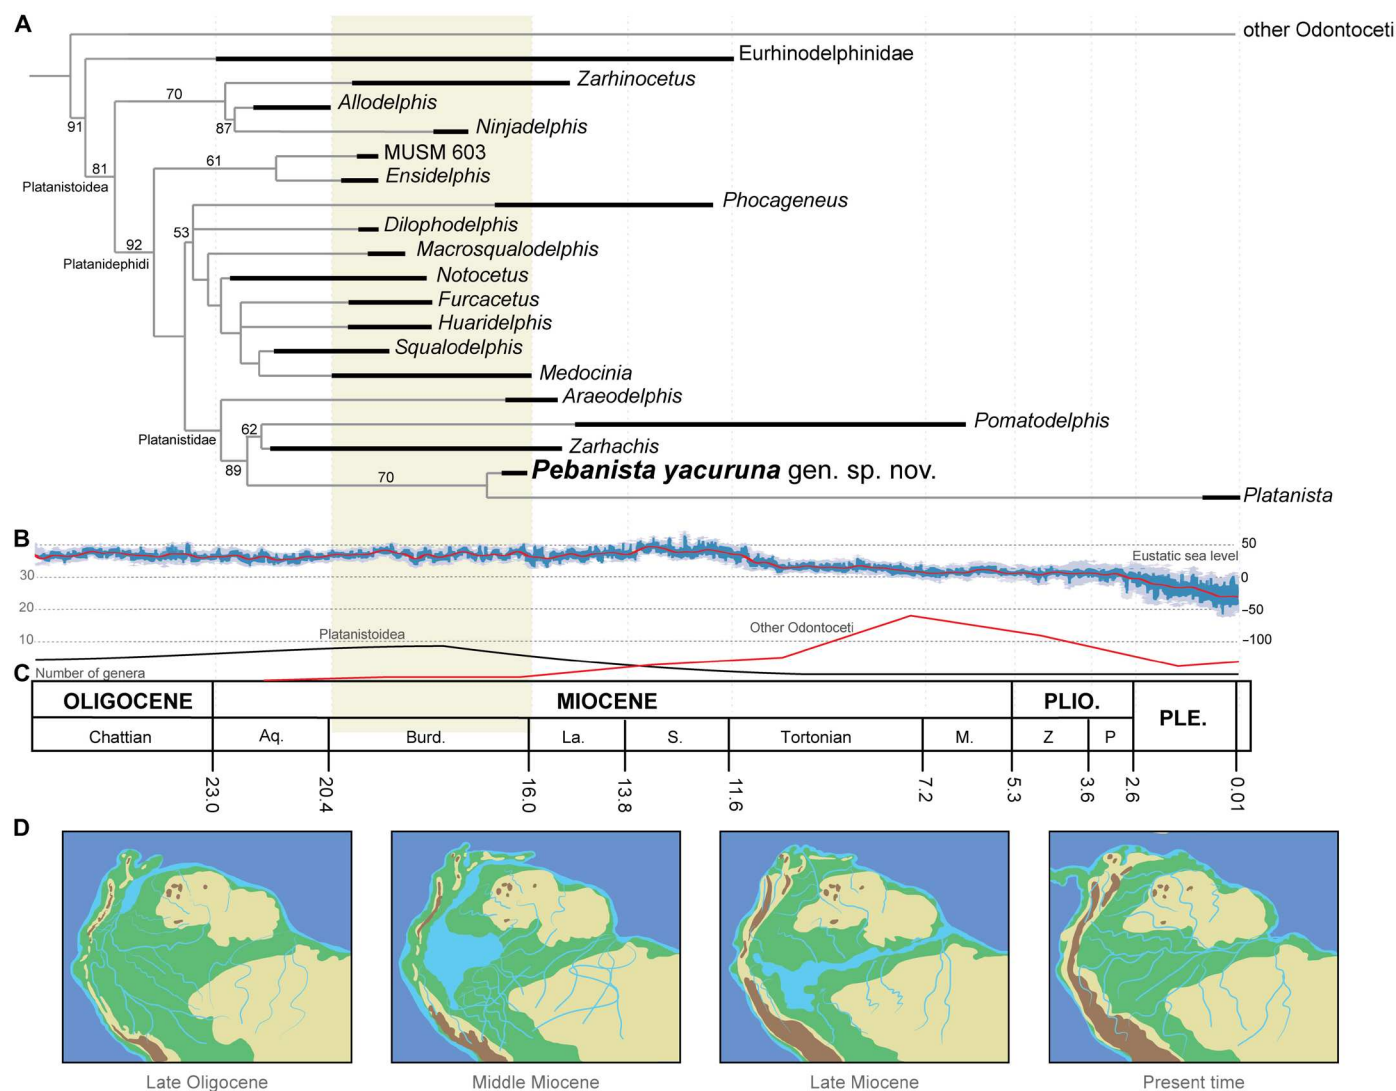 A
other Odontoceti
Eurhinodelphinidae
Zarhinocetus
70
Allodelphis
91
87
Ninjadelphis
61
MUSM 603
81
Ensidelphis
Platanistoidea
Phocageneus
53
Dilophodelphis
92
Macrosqualodelphis
Platanidephidi
Notocetus
Furcacetus
Huaridelphis
Squalodelphis
Medocinia
Araeodelphis
62
Pomatodelphis
Platanistidae
Zarhachis
89
70
Pebanista yacuruna gen. sp. nov.
Platanista
B
50
Eustatic sea level
30
0
20
−50
Platanistoidea
Other Odontoceti
10
−100
Number of genera
C
OLIGOCENE MIOCENE PLIO. PLE.
Chattian Aq. Burd. La. S. Tortonian M. Z P
23.0 20.4 16.0 13.8 11.6 7.2 5.3 3.6 2.6 0.01
D
Late Oligocene Middle Miocene Late Miocene Present time